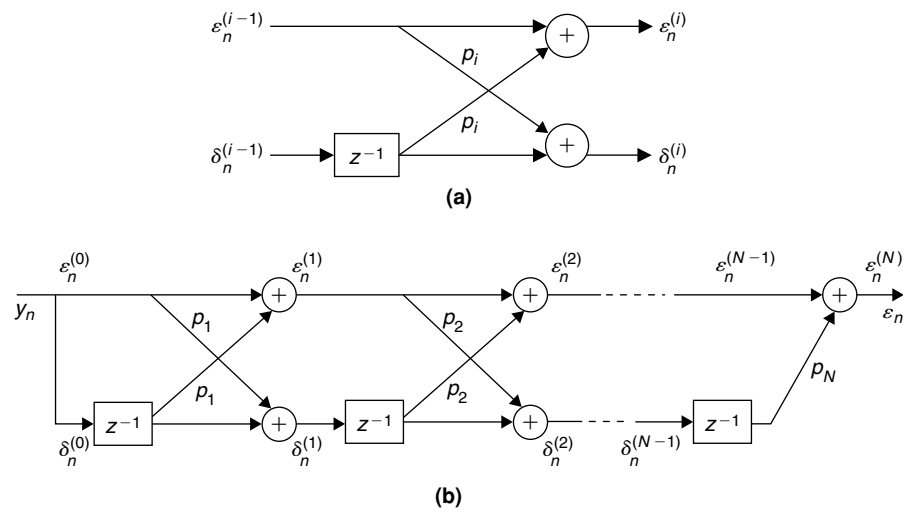 ε_n^(i−1) + ε_n^(i)
p_i
p_i
δ_n^(i−1) z^−1 + δ_n^(i)
(a)
ε_n^(0) ε_n^(1) ε_n^(2) ε_n^(N−1) ε_n^(N)
+ + +
y_n ε_n
p_1 p_2
p_1 p_2 p_N
z^−1 + z^−1 + z^−1
δ_n^(0) δ_n^(1) δ_n^(2) δ_n^(N−1)
(b)